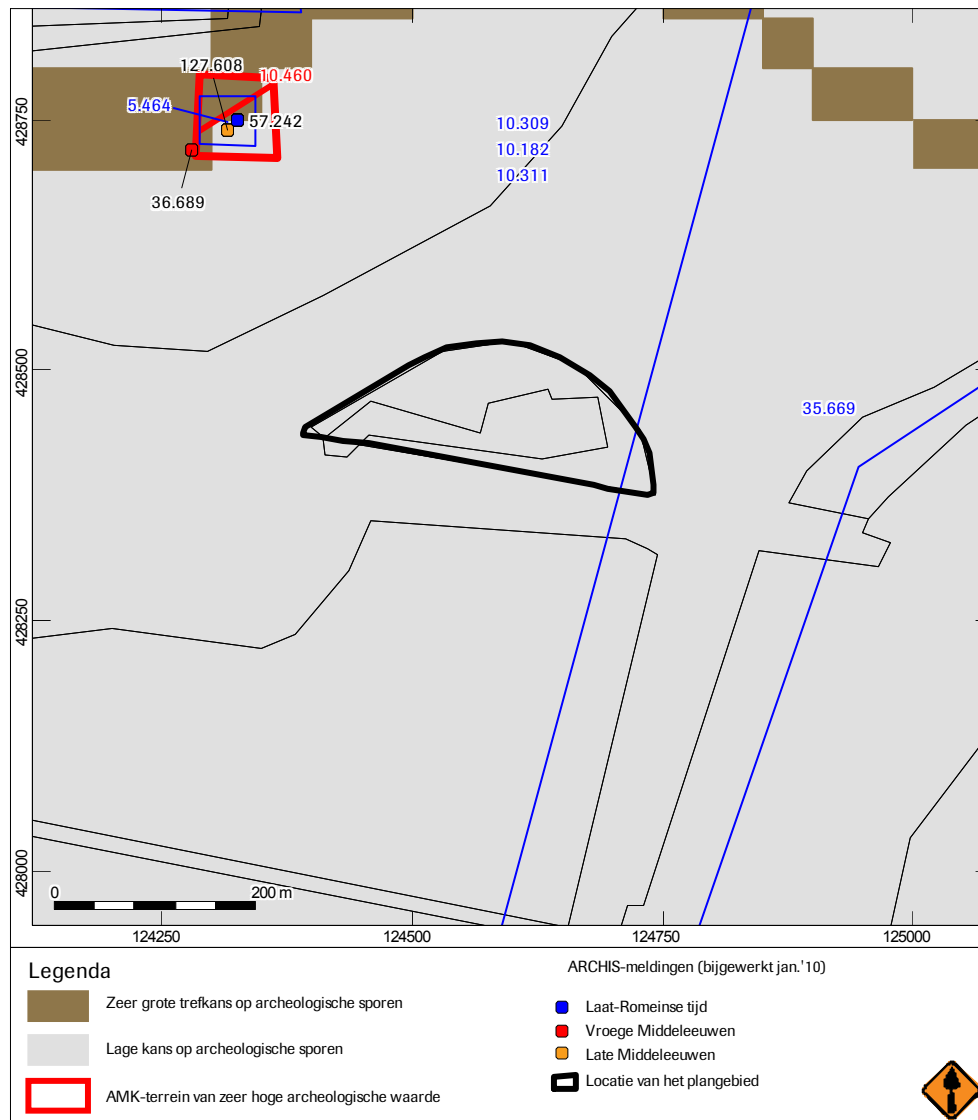 127.608
10.460
5.464
57.242
36.689
10.309
10.182
10.311
35.669
428750
428500
428250
428000
0 200 m
124250 124500 124750 125000
Legenda
Zeer grote trefkans op archeologische sporen
Lage kans op archeologische sporen
AMK-terrein van zeer hoge archeologische waarde
ARCHIS-meldingen (bijgewerkt jan.'10)
Laat-Romeinse tijd
Vroege Middeleeuwen
Late Middeleeuwen
Locatie van het plangebied